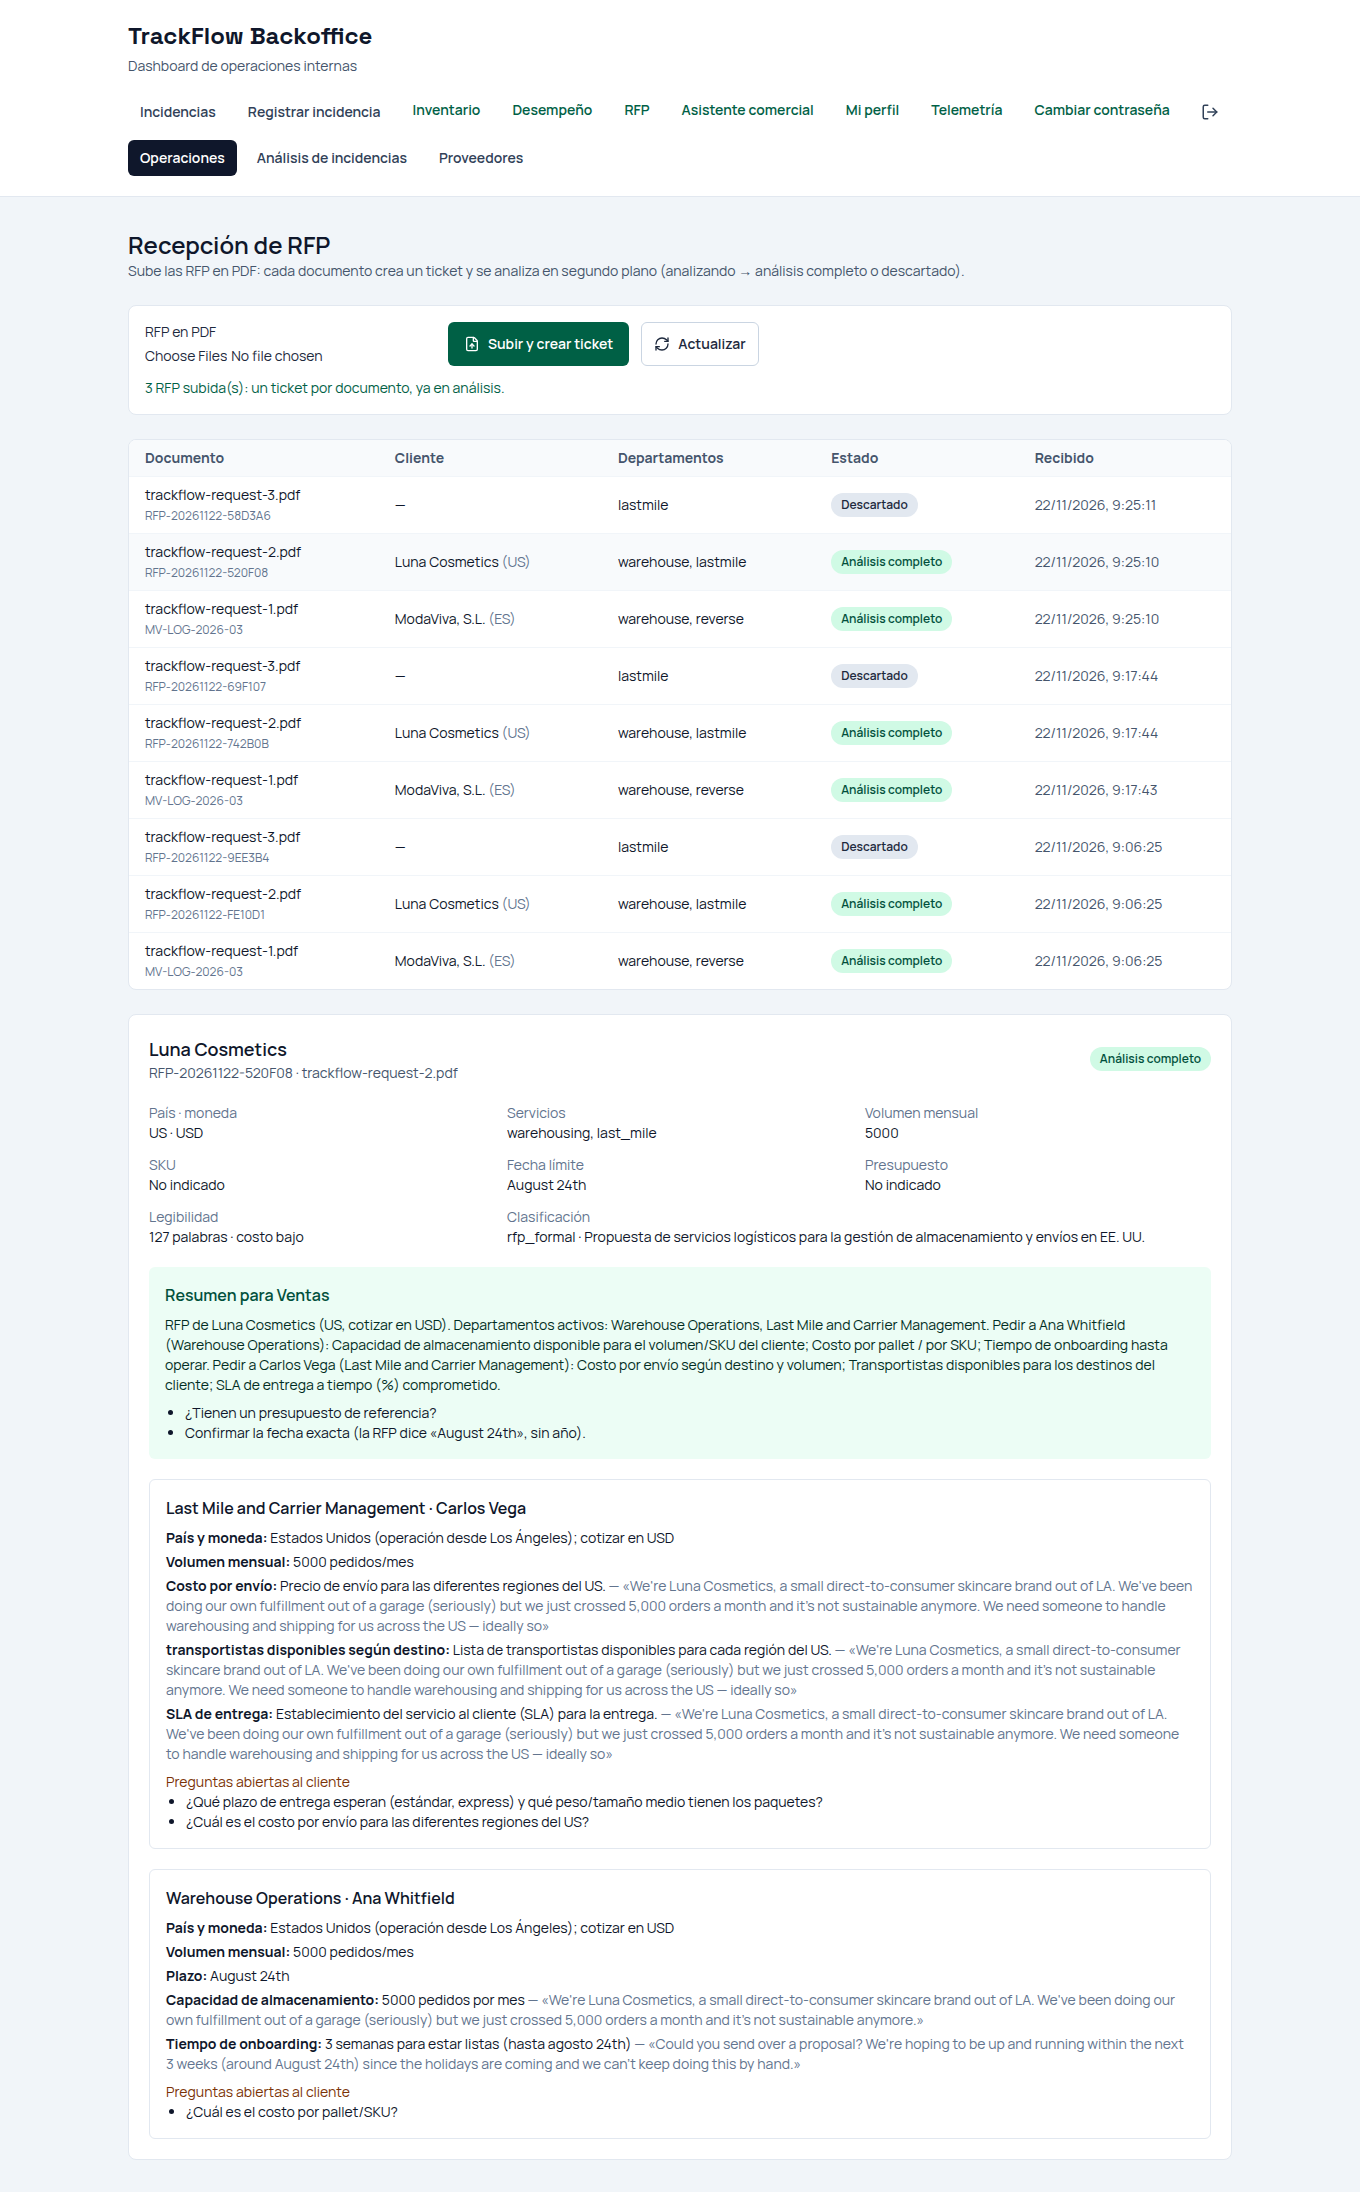 TrackFlow Backoffice
Dashboard de operaciones internas
Incidencias Registrar incidencia Inventario Desempeño RFP Asistente comercial Mi perfil Telemetría Cambiar contraseña
Operaciones Análisis de incidencias Proveedores
Recepción de RFP
Sube las RFP en PDF: cada documento crea un ticket y se analiza en segundo plano (analizando → análisis completo o descartado).
RFP en PDF
Choose Files No file chosen
Subir y crear ticket Actualizar
3 RFP subida(s): un ticket por documento, ya en análisis.
Documento Cliente Departamentos Estado Recibido
trackflow-request-3.pdf
RFP-20261122-58D3A6
— lastmile Descartado 22/11/2026, 9:25:11
trackflow-request-2.pdf
RFP-20261122-520F08
Luna Cosmetics (US) warehouse, lastmile Análisis completo 22/11/2026, 9:25:10
trackflow-request-1.pdf
MV-LOG-2026-03
ModaViva, S.L. (ES) warehouse, reverse Análisis completo 22/11/2026, 9:25:10
trackflow-request-3.pdf
RFP-20261122-69F107
— lastmile Descartado 22/11/2026, 9:17:44
trackflow-request-2.pdf
RFP-20261122-742B0B
Luna Cosmetics (US) warehouse, lastmile Análisis completo 22/11/2026, 9:17:44
trackflow-request-1.pdf
MV-LOG-2026-03
ModaViva, S.L. (ES) warehouse, reverse Análisis completo 22/11/2026, 9:17:43
trackflow-request-3.pdf
RFP-20261122-9EE3B4
— lastmile Descartado 22/11/2026, 9:06:25
trackflow-request-2.pdf
RFP-20261122-FE10D1
Luna Cosmetics (US) warehouse, lastmile Análisis completo 22/11/2026, 9:06:25
trackflow-request-1.pdf
MV-LOG-2026-03
ModaViva, S.L. (ES) warehouse, reverse Análisis completo 22/11/2026, 9:06:25
Luna Cosmetics
RFP-20261122-520F08 · trackflow-request-2.pdf
Análisis completo
País · moneda Servicios Volumen mensual
US · USD warehousing, last_mile 5000
SKU Fecha límite Presupuesto
No indicado August 24th No indicado
Legibilidad Clasificación
127 palabras · costo bajo rfp_formal · Propuesta de servicios logísticos para la gestión de almacenamiento y envíos en EE. UU.
Resumen para Ventas
RFP de Luna Cosmetics (US, cotizar en USD). Departamentos activos: Warehouse Operations, Last Mile and Carrier Management. Pedir a Ana Whitfield
(Warehouse Operations): Capacidad de almacenamiento disponible para el volumen/SKU del cliente; Costo por pallet / por SKU; Tiempo de onboarding hasta
operar. Pedir a Carlos Vega (Last Mile and Carrier Management): Costo por envío según destino y volumen; Transportistas disponibles para los destinos del
cliente; SLA de entrega a tiempo (%) comprometido.
• ¿Tienen un presupuesto de referencia?
• Confirmar la fecha exacta (la RFP dice «August 24th», sin año).
Last Mile and Carrier Management · Carlos Vega
País y moneda: Estados Unidos (operación desde Los Ángeles); cotizar en USD
Volumen mensual: 5000 pedidos/mes
Costo por envío: Precio de envío para las diferentes regiones del US. — «We're Luna Cosmetics, a small direct-to-consumer skincare brand out of LA. We've been
doing our own fulfillment out of a garage (seriously) but we just crossed 5,000 orders a month and it's not sustainable anymore. We need someone to handle
warehousing and shipping for us across the US — ideally so»
transportistas disponibles según destino: Lista de transportistas disponibles para cada región del US. — «We're Luna Cosmetics, a small direct-to-consumer
skincare brand out of LA. We've been doing our own fulfillment out of a garage (seriously) but we just crossed 5,000 orders a month and it's not sustainable
anymore. We need someone to handle warehousing and shipping for us across the US — ideally so»
SLA de entrega: Establecimiento del servicio al cliente (SLA) para la entrega. — «We're Luna Cosmetics, a small direct-to-consumer skincare brand out of LA.
We've been doing our own fulfillment out of a garage (seriously) but we just crossed 5,000 orders a month and it's not sustainable anymore. We need someone
to handle warehousing and shipping for us across the US — ideally so»
Preguntas abiertas al cliente
• ¿Qué plazo de entrega esperan (estándar, express) y qué peso/tamaño medio tienen los paquetes?
• ¿Cuál es el costo por envío para las diferentes regiones del US?
Warehouse Operations · Ana Whitfield
País y moneda: Estados Unidos (operación desde Los Ángeles); cotizar en USD
Volumen mensual: 5000 pedidos/mes
Plazo: August 24th
Capacidad de almacenamiento: 5000 pedidos por mes — «We're Luna Cosmetics, a small direct-to-consumer skincare brand out of LA. We've been doing our
own fulfillment out of a garage (seriously) but we just crossed 5,000 orders a month and it's not sustainable anymore.»
Tiempo de onboarding: 3 semanas para estar listas (hasta agosto 24th) — «Could you send over a proposal? We're hoping to be up and running within the next
3 weeks (around August 24th) since the holidays are coming and we can't keep doing this by hand.»
Preguntas abiertas al cliente
• ¿Cuál es el costo por pallet/SKU?